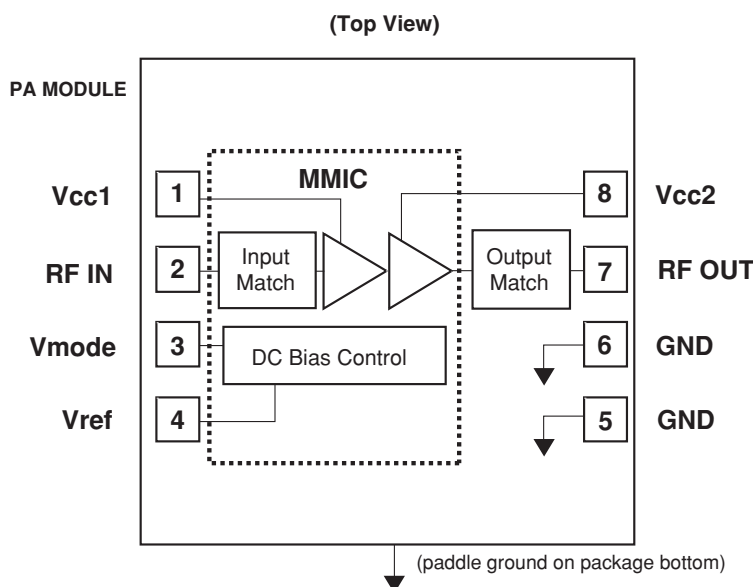 (Top View)
PA MODULE
MMIC
Vcc1
1
8
Vcc2
RF IN
2
Input
Match
Output
Match
7
RF OUT
Vmode
3
DC Bias Control
6
GND
Vref
4
5
GND
(paddle ground on package bottom)